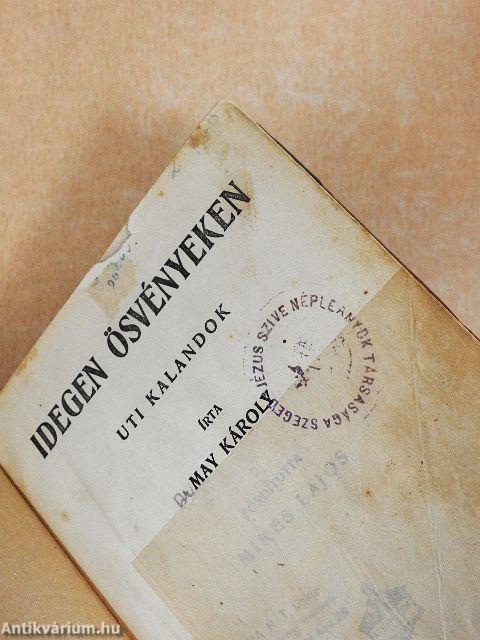 IDEGEN ÖSVÉNYEKEN
UTI KALANDOK
ÍRTA
Dr MAY KÁROLY
JÉZUS SZIVE NÉPLEÁNYOK TÁRSASÁGA SZEGED
FORDÍTOTTA
MIKES LAJOS
Antikvárium.hu